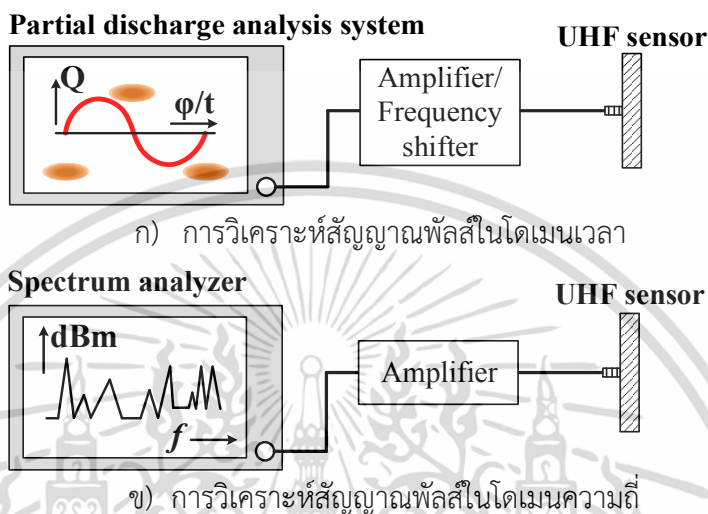 Partial discharge analysis system
UHF sensor
Q
φ/t
Amplifier/
Frequency
shifter
ก) การวิเคราะห์สัญญาณพัลส์ในโดเมนเวลา
Spectrum analyzer
UHF sensor
dBm
f
Amplifier
ข) การวิเคราะห์สัญญาณพัลส์ในโดเมนความถี่